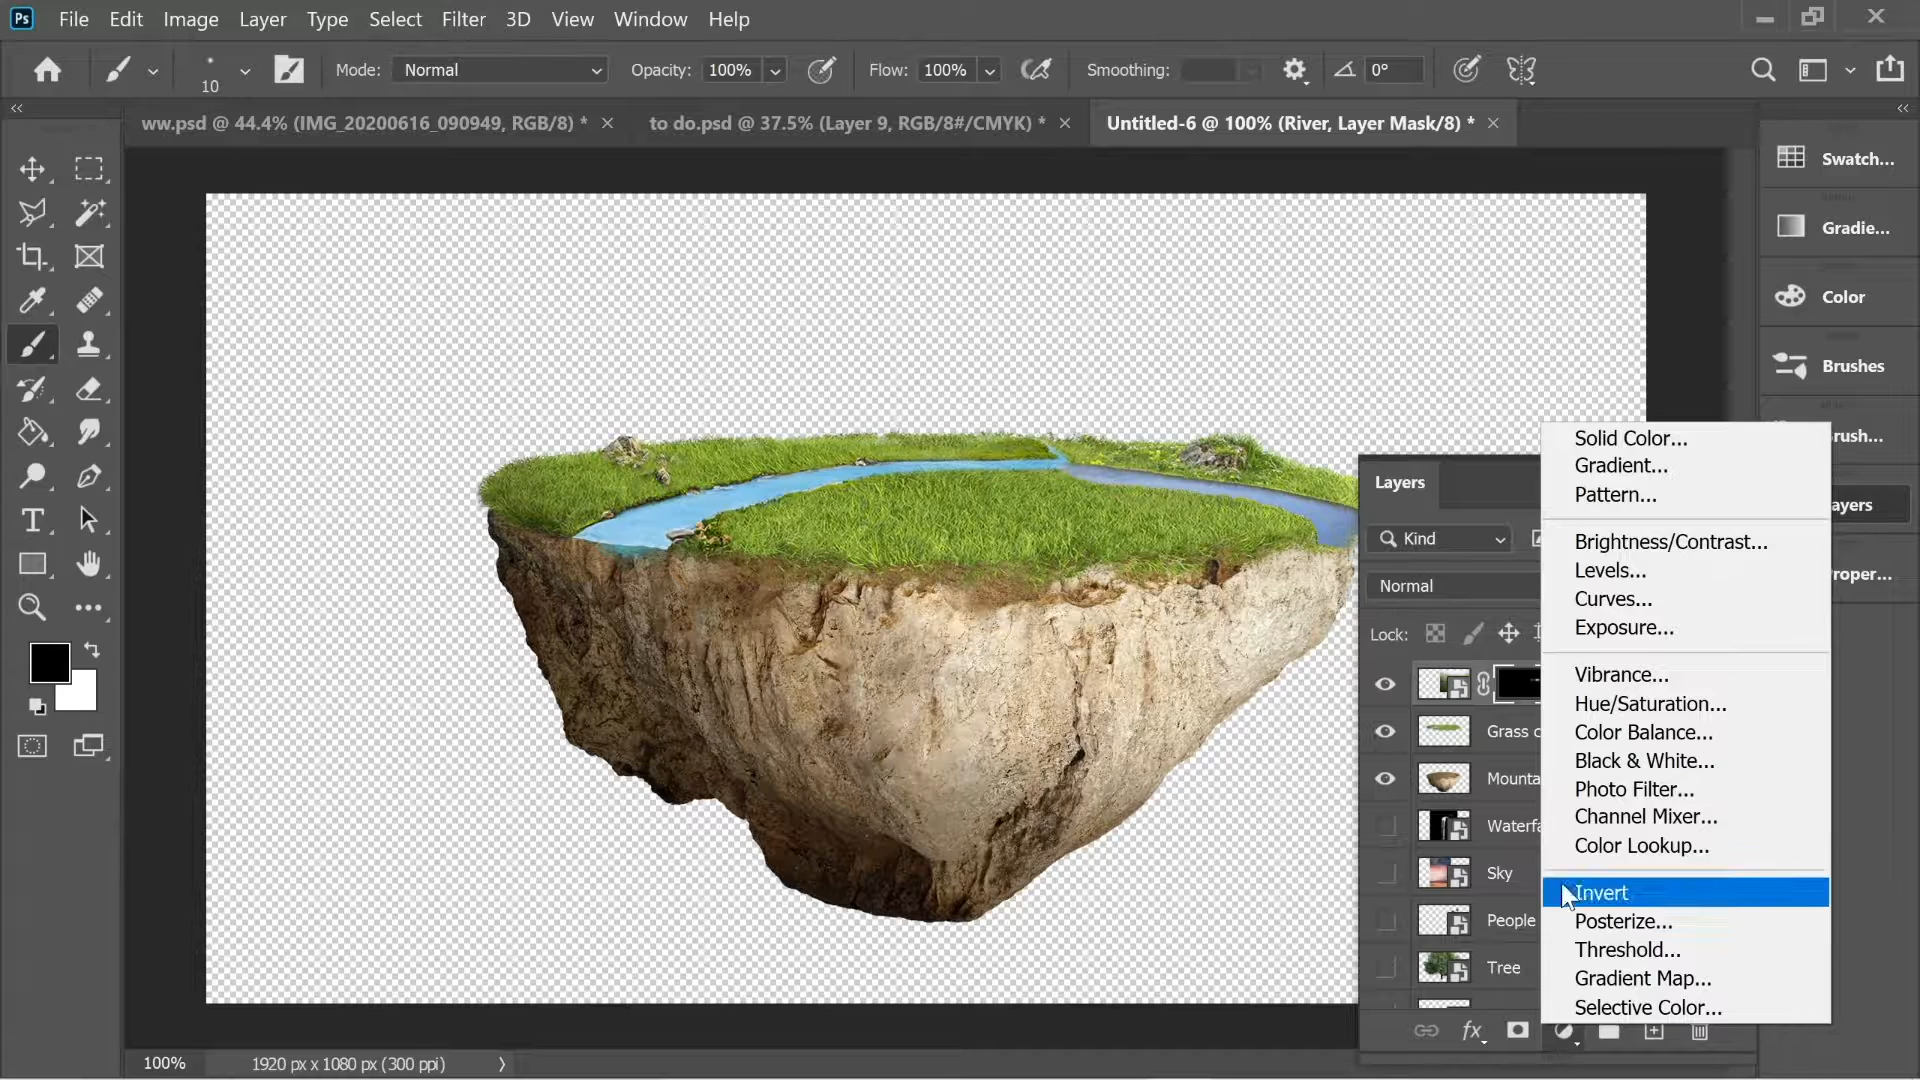 Ps File Edit Image Layer Type Select Filter 3D View Window Help
10 Mode: Normal Opacity: 100% Flow: 100% Smoothing: 0°
ww.psd @ 44.4% (IMG_20200616_090949, RGB/8) * × to do.psd @ 37.5% (Layer 9, RGB/8#/CMYK) * × Untitled-6 @ 100% (River, Layer Mask/8) * ×
Swatch...
Gradie...
Color
Brushes
rush...
ayers
roper...
Layers
Kind
Normal
Lock:
Grass c
Mounta
Waterfa
Sky
People
Tree
fx
Solid Color...
Gradient...
Pattern...
Brightness/Contrast...
Levels...
Curves...
Exposure...
Vibrance...
Hue/Saturation...
Color Balance...
Black & White...
Photo Filter...
Channel Mixer...
Color Lookup...
Invert
Posterize...
Threshold...
Gradient Map...
Selective Color...
100% 1920 px x 1080 px (300 ppi)